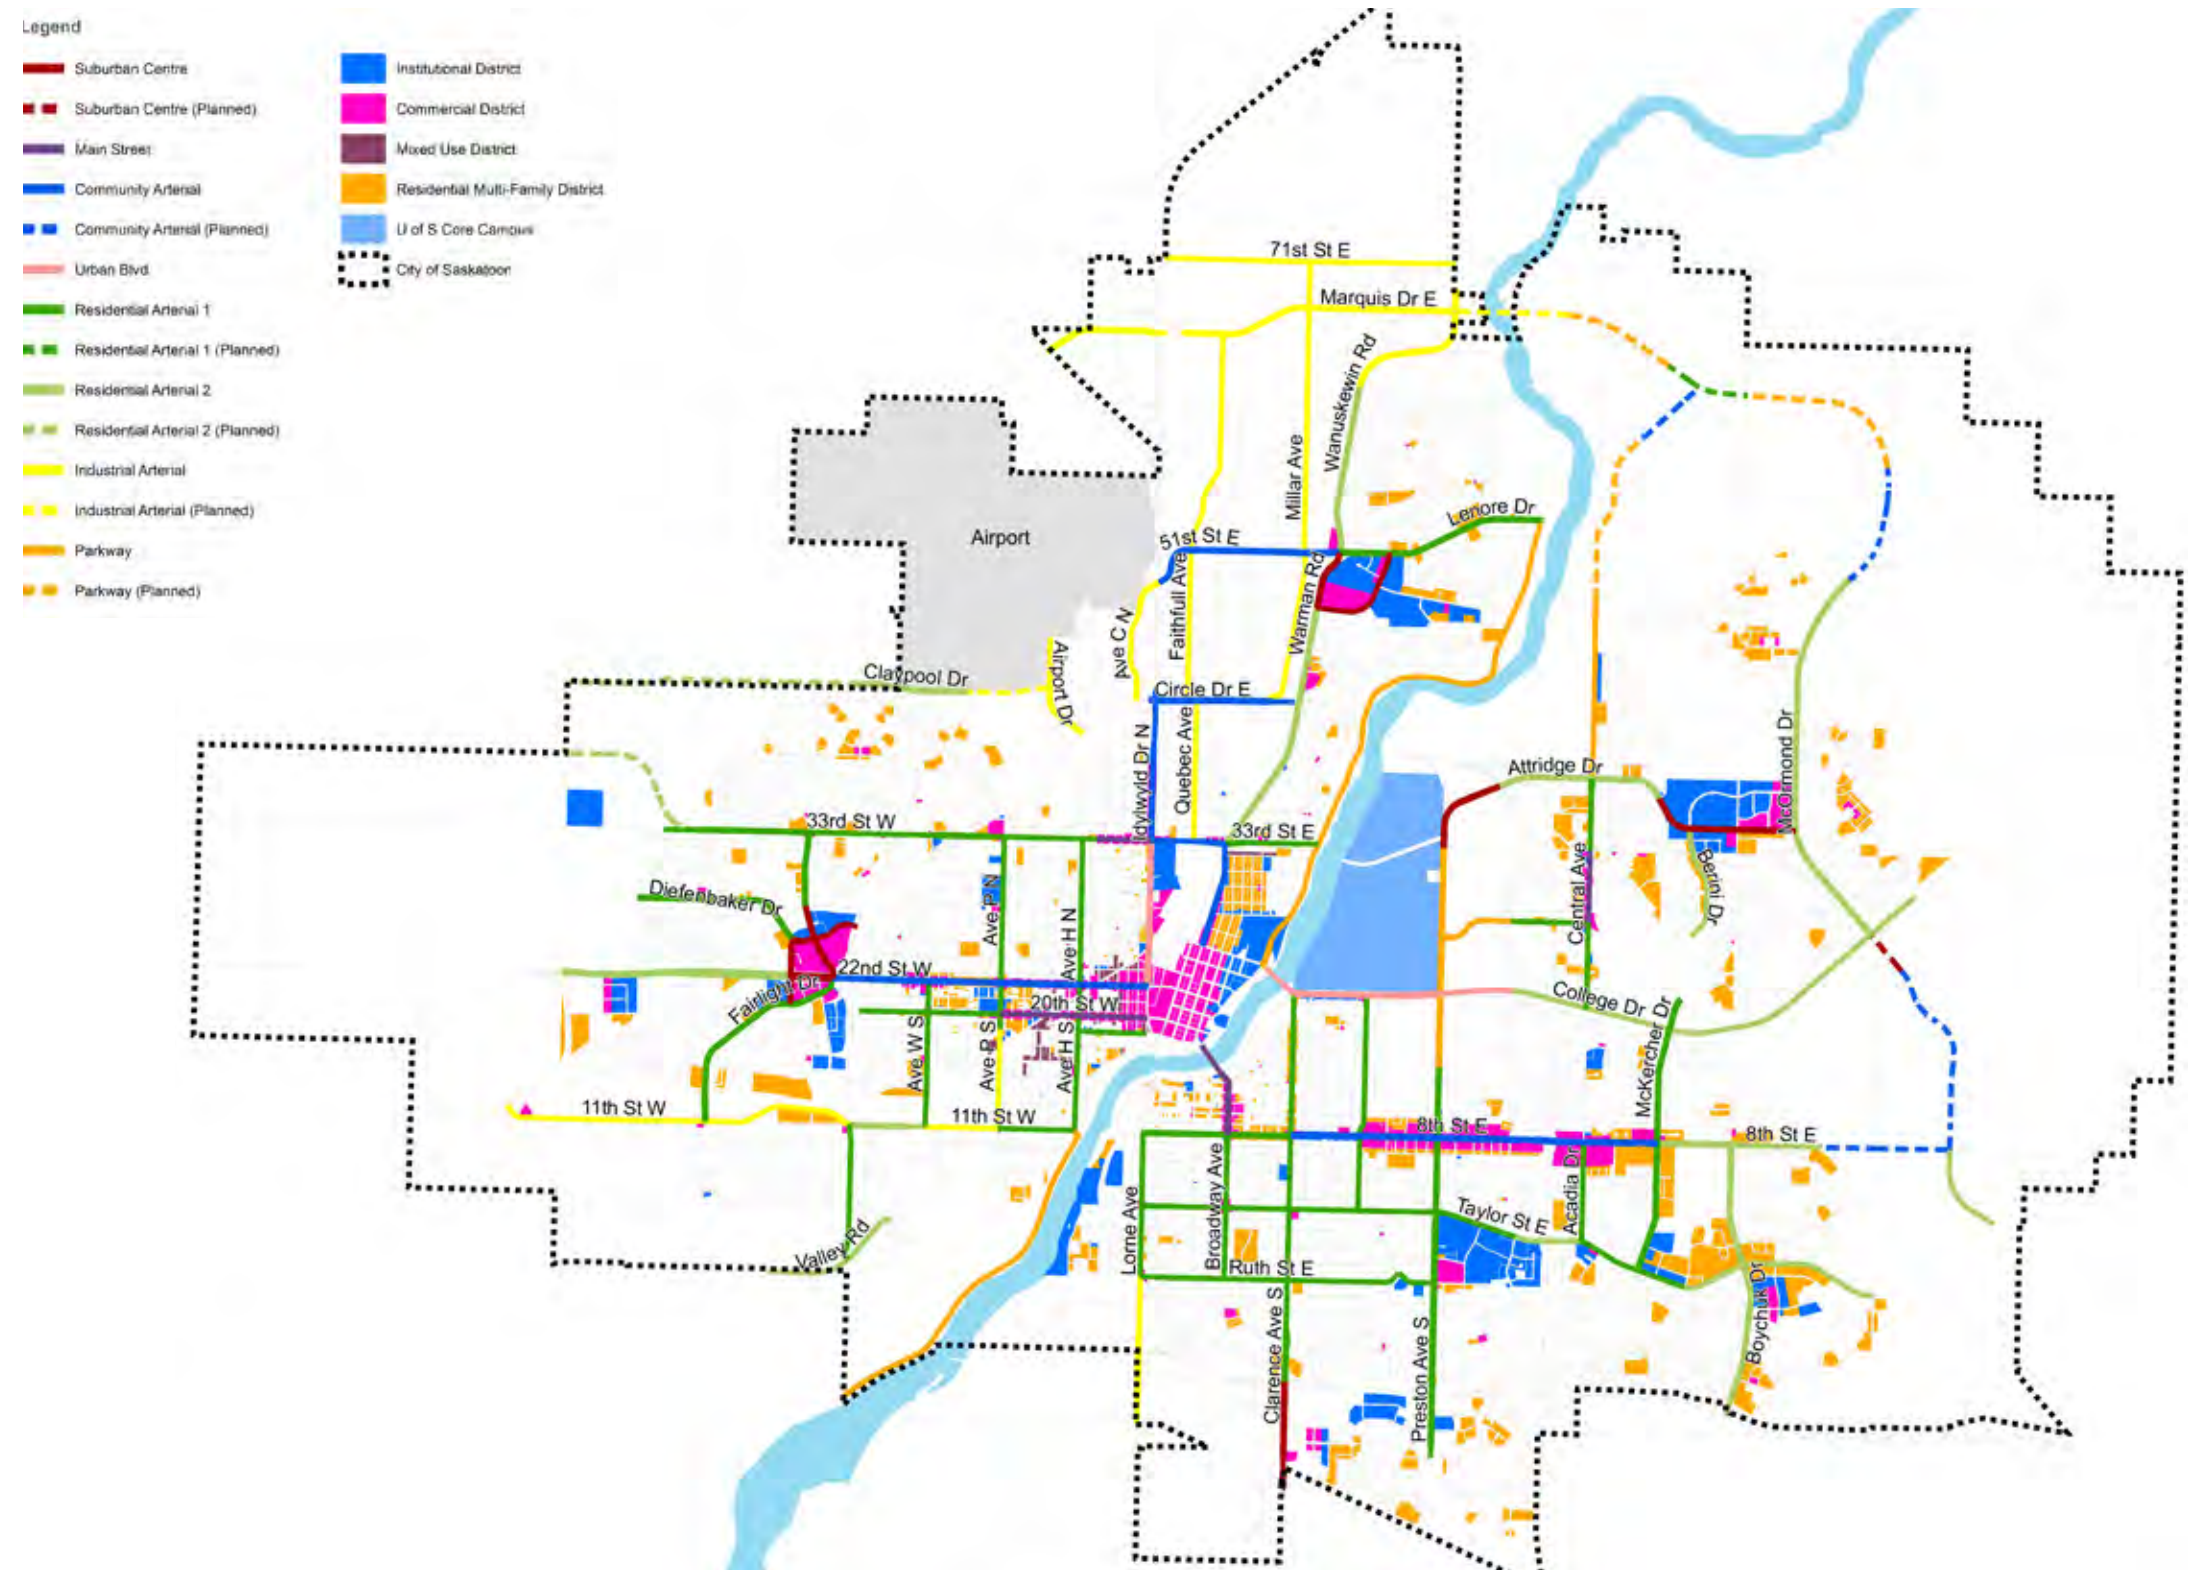 Legend
Suburban Centre
Suburban Centre (Planned)
Main Street
Community Arterial
Community Arterial (Planned)
Urban Blvd
Residential Arterial 1
Residential Arterial 1 (Planned)
Residential Arterial 2
Residential Arterial 2 (Planned)
Industrial Arterial
Industrial Arterial (Planned)
Parkway
Parkway (Planned)
Institutional District
Commercial District
Mixed Use District
Residential Multi-Family District
U of S Core Campus
City of Saskatoon
71st St E
Marquis Dr E
Wanuskewin Rd
Millar Ave
Lenore Dr
51st St E
Airport
Faithfull Ave
Warman Rd
Ave C N
Airport Dr
Claypool Dr
Circle Dr E
Idylwyld Dr N
Quebec Ave
Attridge Dr
McOrmond Dr
33rd St W
33rd St E
Diefenbaker Dr
Ave P N
Ave H N
Central Ave
Berini Dr
22nd St W
Fairlight Dr
20th St W
College Dr
McKercher Dr
Ave W S
Ave P S
Ave H S
11th St W
11th St W
8th St E
8th St E
Valley Rd
Lorne Ave
Broadway Ave
Taylor St E
Acadia Dr
Ruth St E
Clarence Ave S
Preston Ave S
Boychuk Dr